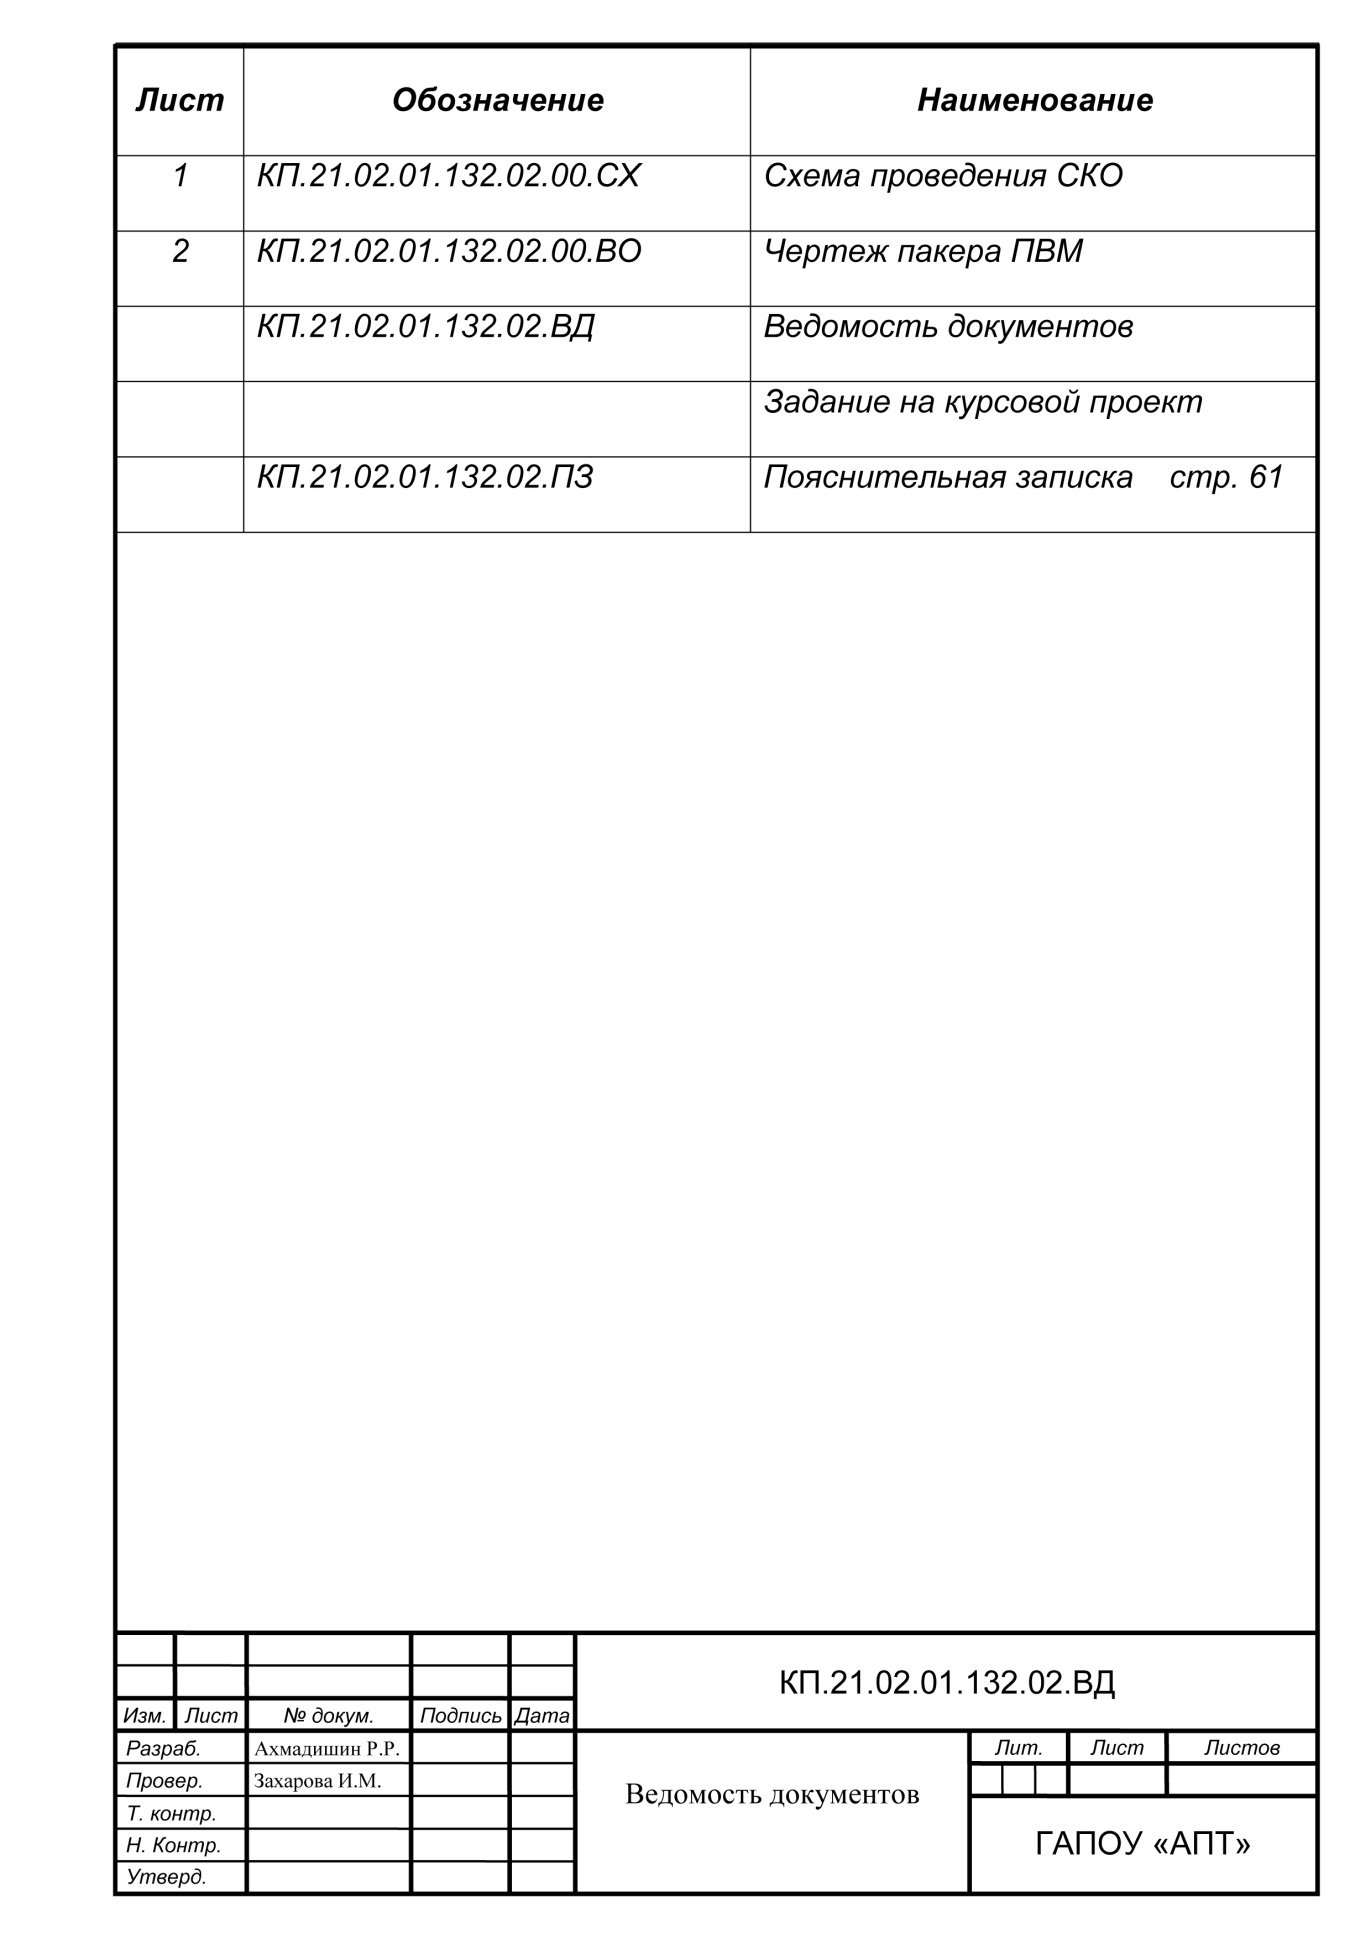 Лист Обозначение Наименование
1 КП.21.02.01.132.02.00.СХ Схема проведения СКО
2 КП.21.02.01.132.02.00.ВО Чертеж пакера ПВМ
КП.21.02.01.132.02.ВД Ведомость документов
Задание на курсовой проект
КП.21.02.01.132.02.ПЗ Пояснительная записка стр. 61
КП.21.02.01.132.02.ВД
Изм. Лист № докум. Подпись Дата
Разраб. Ахмадишин Р.Р.
Провер. Захарова И.М.
Т. контр.
Н. Контр.
Утверд.
Ведомость документов
Лит. Лист Листов
ГАПОУ «АПТ»